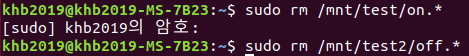 khb2019@khb2019-MS-7B23:~$ sudo rm /mnt/test/on.*
[sudo] khb2019의 암호:
khb2019@khb2019-MS-7B23:~$ sudo rm /mnt/test2/off.*